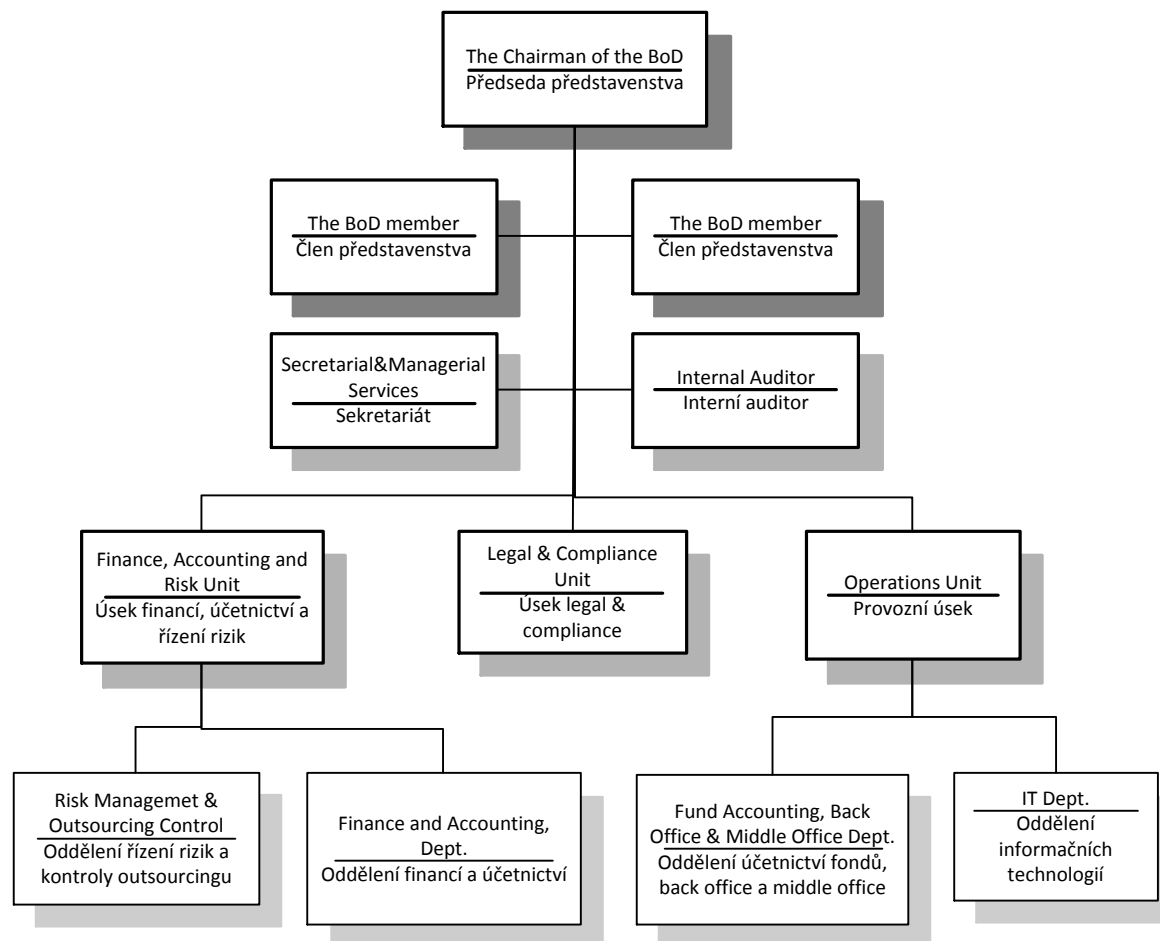 The Chairman of the BoD
Předseda představenstva
The BoD member
Člen představenstva
The BoD member
Člen představenstva
Secretarial&Managerial
Services
Sekretariát
Internal Auditor
Interní auditor
Finance, Accounting and
Risk Unit
Úsek financí, účetnictví a
řízení rizik
Legal & Compliance
Unit
Úsek legal &
compliance
Operations Unit
Provozní úsek
Risk Managemet &
Outsourcing Control
Oddělení řízení rizik a
kontroly outsourcingu
Finance and Accounting,
Dept.
Oddělení financí a účetnictví
Fund Accounting, Back
Office & Middle Office Dept.
Oddělení účetnictví fondů,
back office a middle office
IT Dept.
Oddělení
informačních
technologií